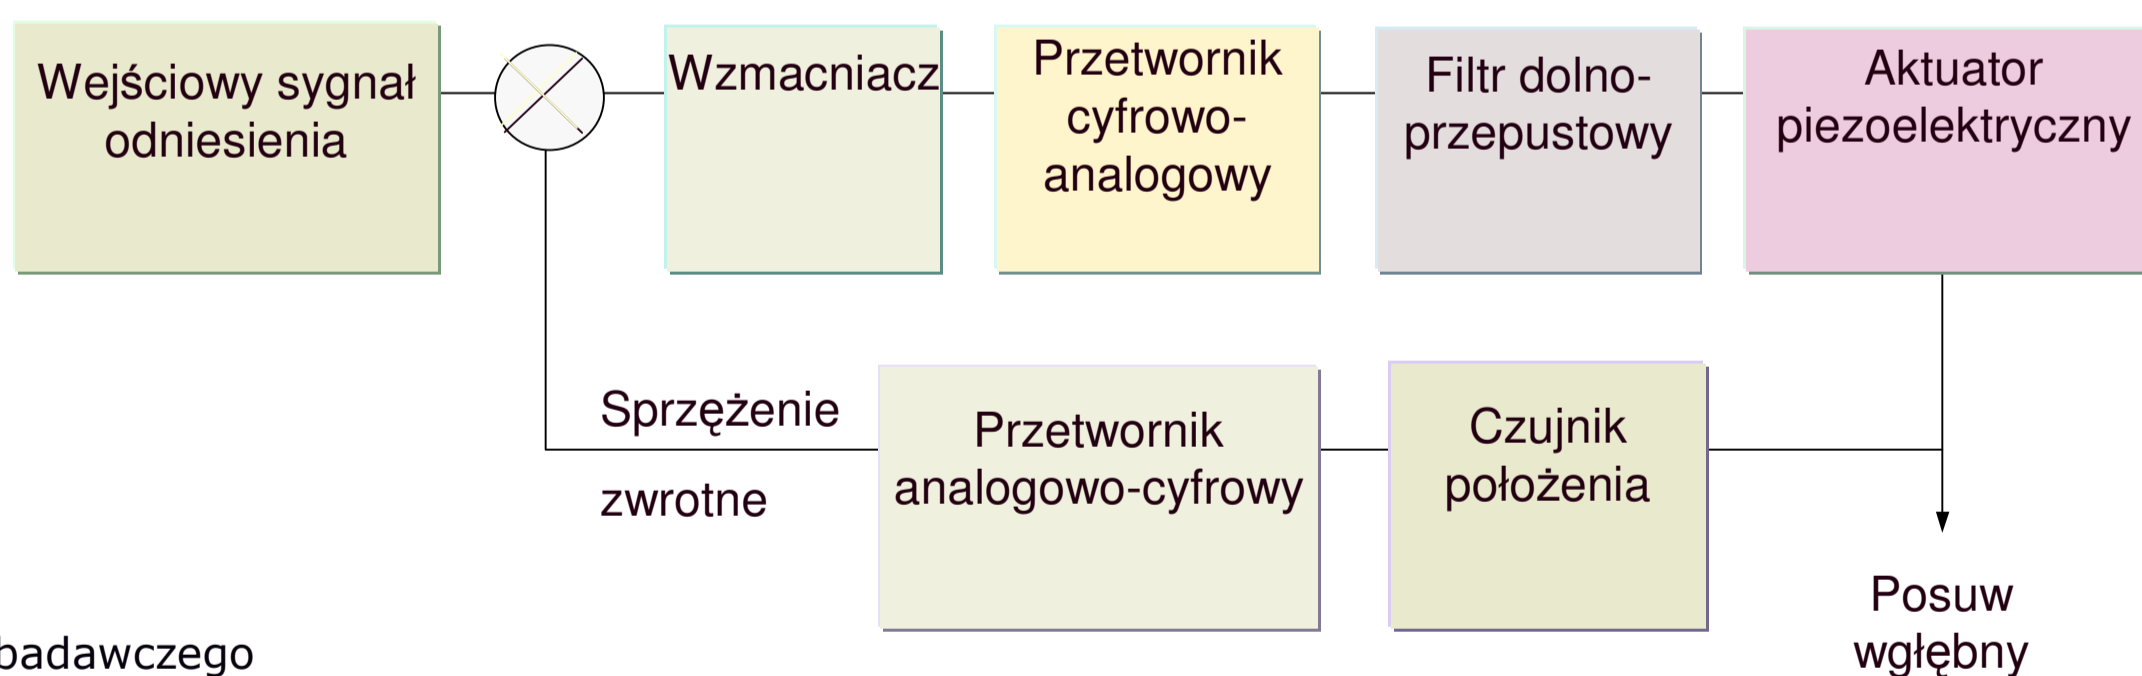 Wejściowy sygnał
odniesienia
Wzmacniacz
Przetwornik
cyfrowo-
analogowy
Filtr dolno-
przepustowy
Aktuator
piezoelektryczny
Sprzężenie
zwrotne
Przetwornik
analogowo-cyfrowy
Czujnik
położenia
Posuw
wgłębny
badawczego